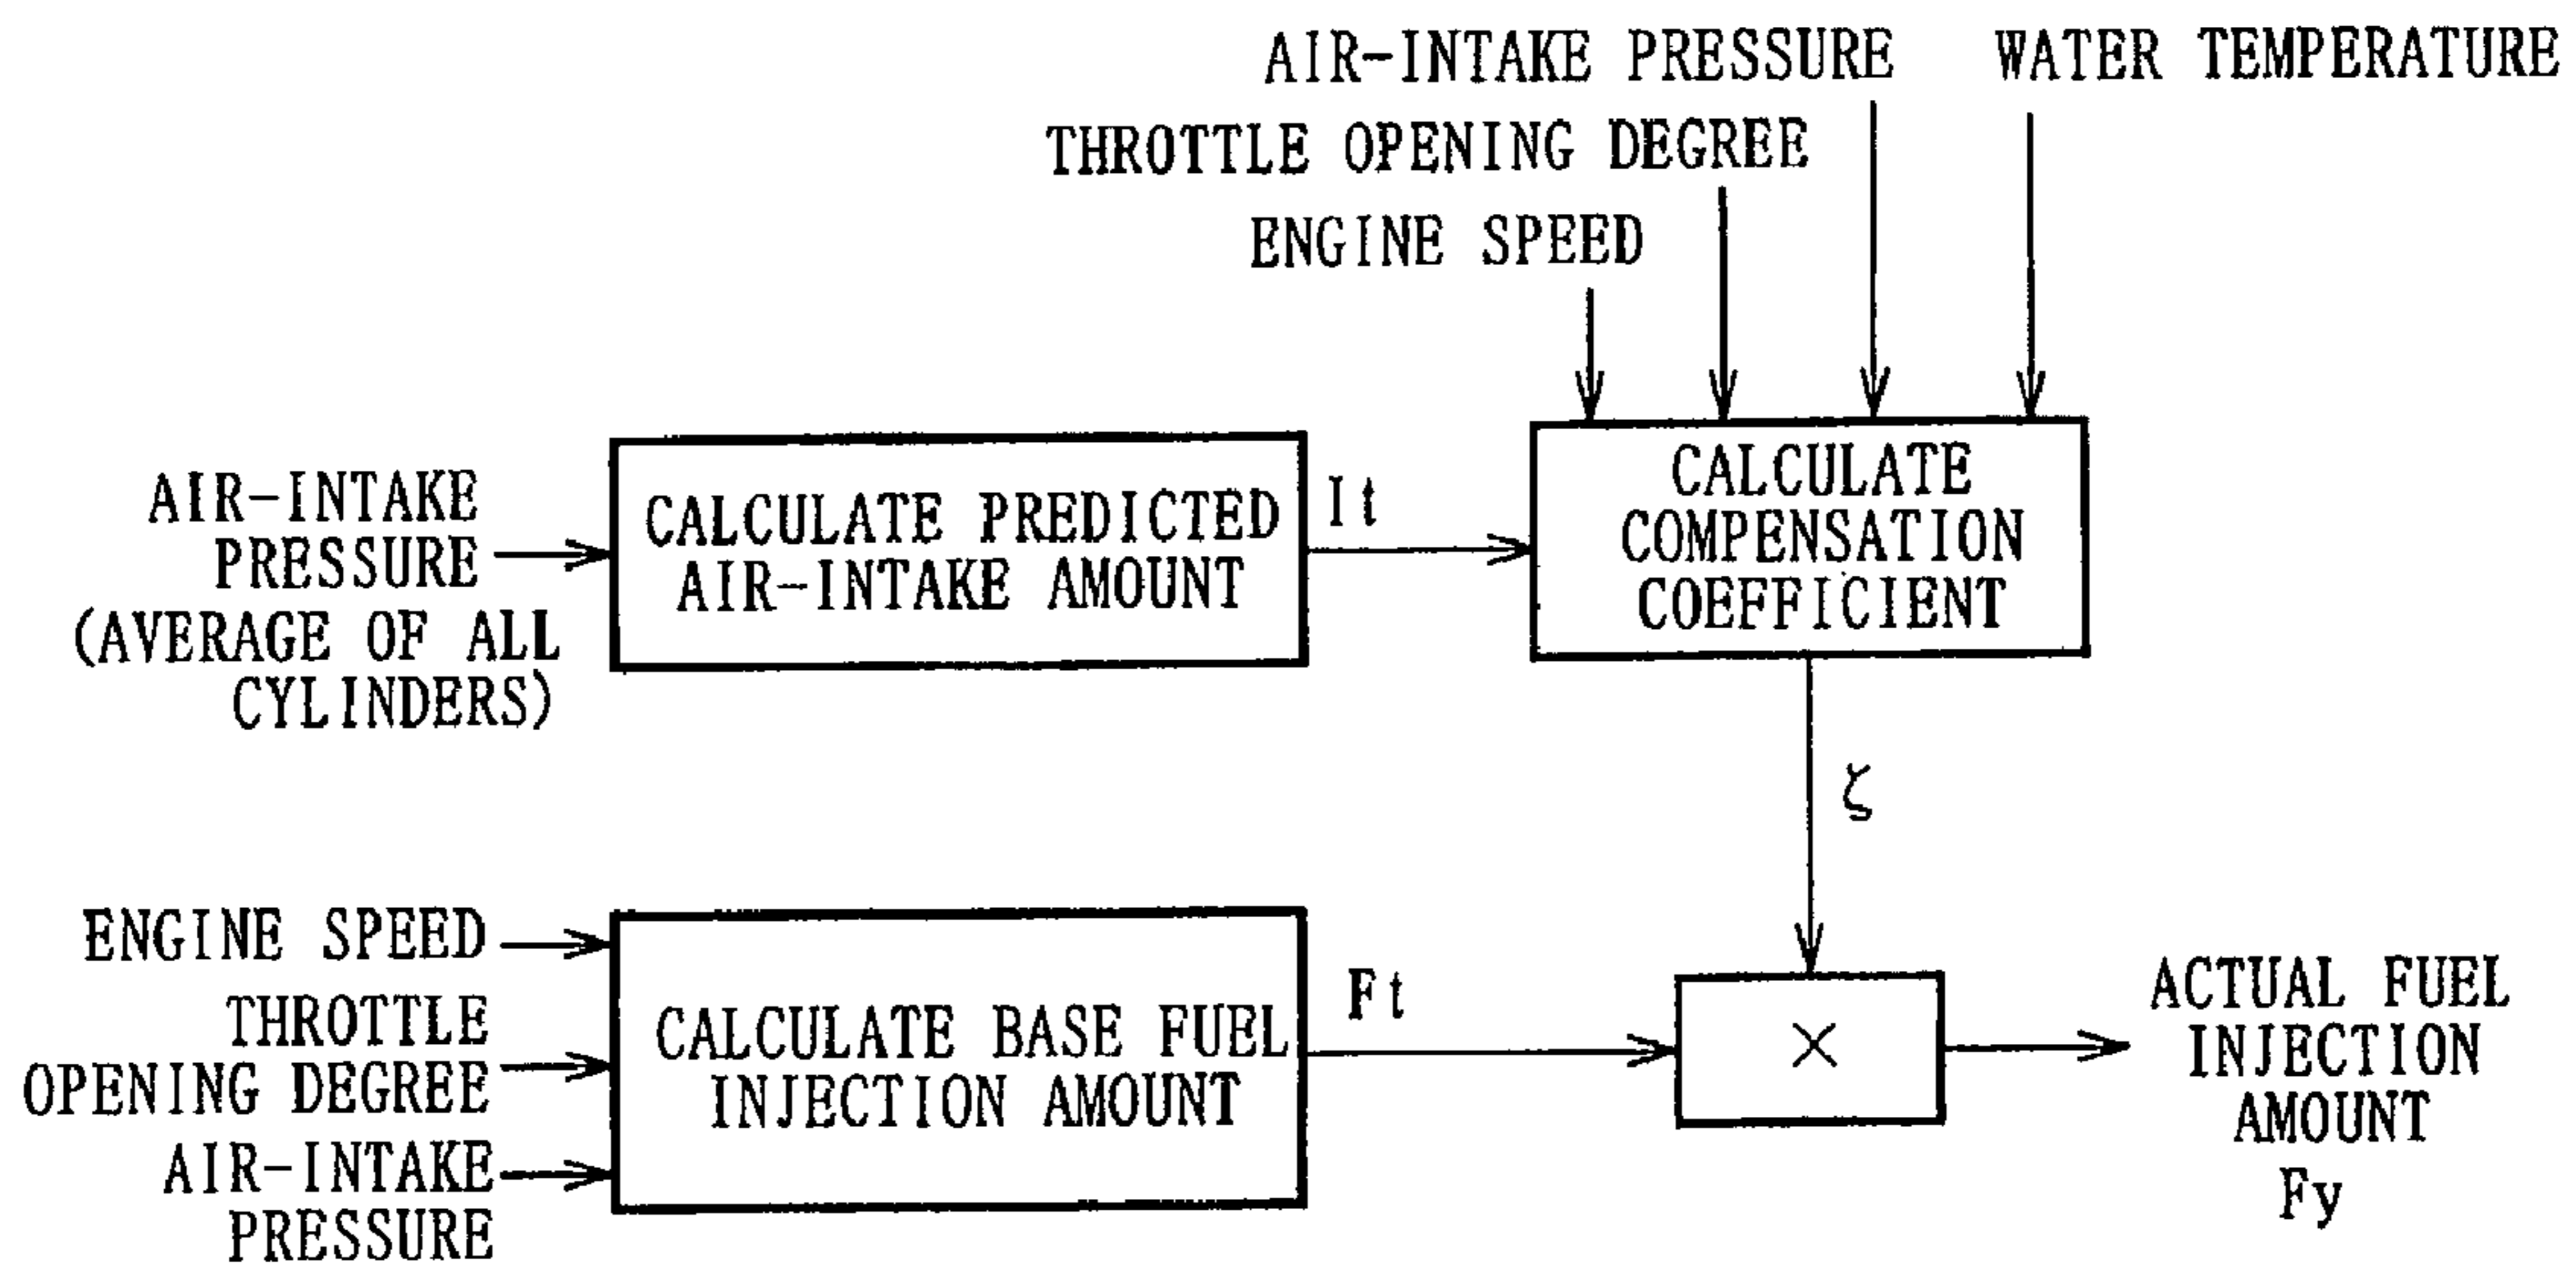 AIR-INTAKE PRESSURE
WATER TEMPERATURE
THROTTLE OPENING DEGREE
ENGINE SPEED
AIR-INTAKE
PRESSURE
(AVERAGE OF ALL
CYLINDERS)
CALCULATE PREDICTED
AIR-INTAKE AMOUNT
It
CALCULATE
COMPENSATION
COEFFICIENT
ζ
ENGINE SPEED
THROTTLE
OPENING DEGREE
AIR-INTAKE
PRESSURE
CALCULATE BASE FUEL
INJECTION AMOUNT
Ft
×
ACTUAL FUEL
INJECTION
AMOUNT
Fy